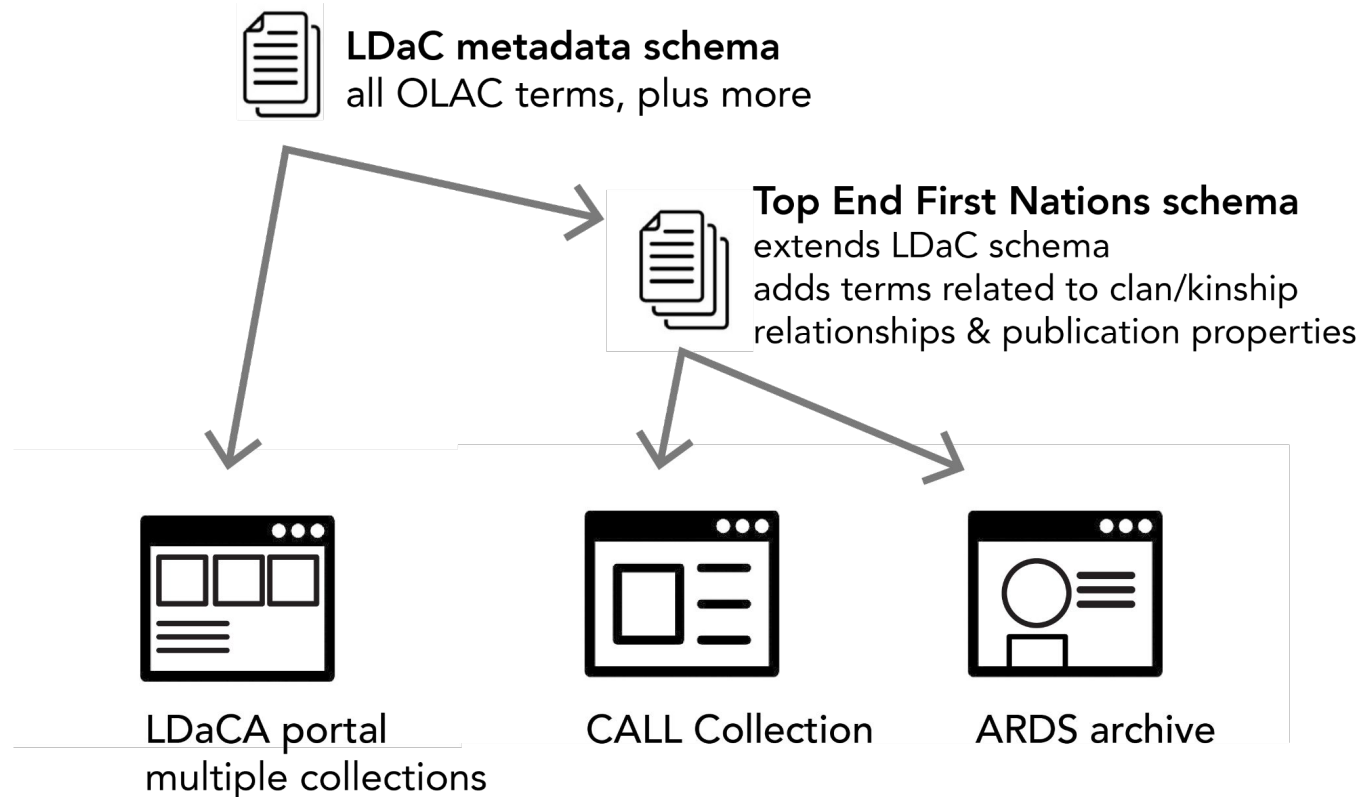 LDaC metadata schema
all OLAC terms, plus more
Top End First Nations schema
extends LDaC schema
adds terms related to clan/kinship
relationships & publication properties
LDaCA portal
multiple collections
CALL Collection
ARDS archive